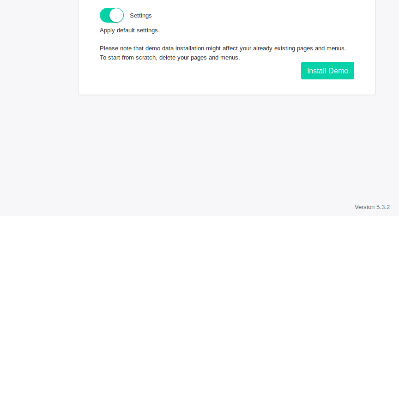 Settings
Apply default settings.
Please note that demo data installation might affect your already existing pages and menus.
To start from scratch, delete your pages and menus.
Install Demo
Version 5.3.2